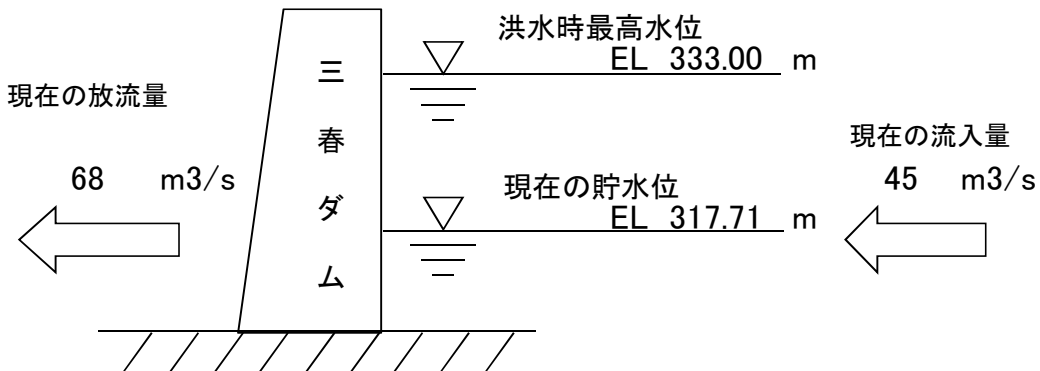 洪水時最高水位
EL 333.00 m
現在の放流量
68 m3/s
三春ダム
現在の流入量
45 m3/s
現在の貯水位
EL 317.71 m